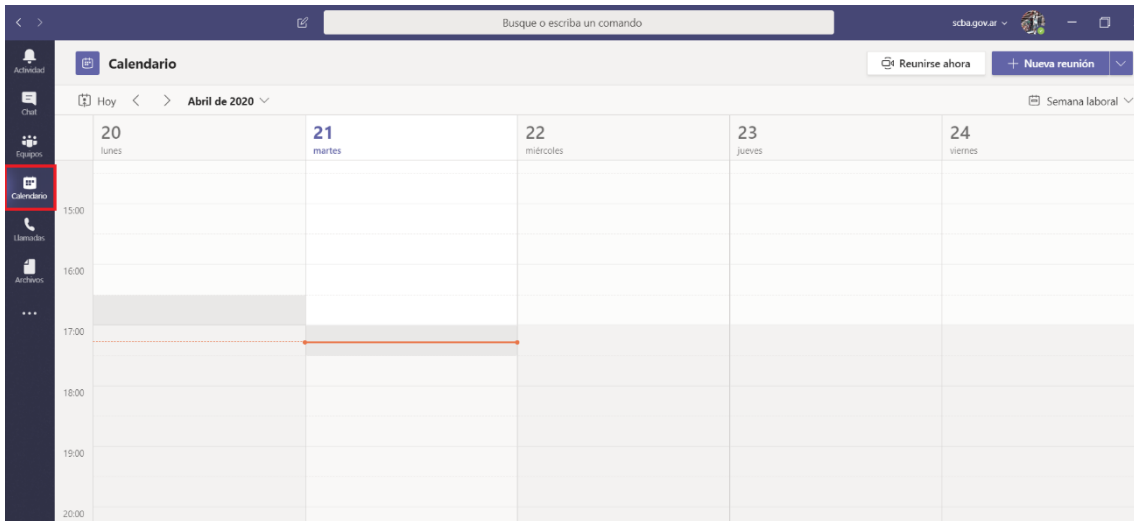 Busque o escriba un comando
scba.gov.ar
Actividad
Chat
Equipos
Calendario
Llamadas
Archivos
Calendario
Reunirse ahora
+ Nueva reunión
Hoy
Abril de 2020
Semana laboral
20
lunes
21
martes
22
miércoles
23
jueves
24
viernes
15:00
16:00
17:00
18:00
19:00
20:00